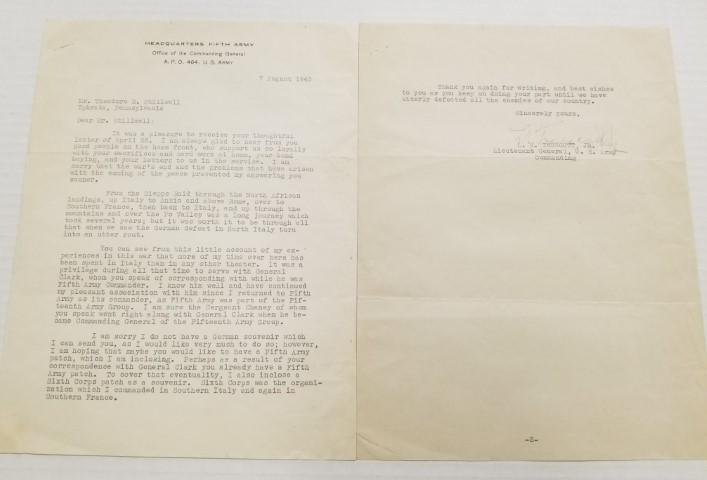 HEADQUARTERS FIFTH ARMY
Office of the Commanding General
A.P.O. 464, U.S. ARMY
7 August 1945
Mr. Theodore R. Stillwell
Ephrata, Pennsylvania
Dear Mr. Stillwell:
It was a pleasure to receive your thoughtful
letter of April 28. I am always glad to hear from you
good people on the home front, who support us so loyally
with your sacrifices and hard work at home, your bond
buying, and your letters to us in the service. I am
sorry that the war's end and the problems that have arisen
with the coming of the peace prevented my answering you
sooner.
From the Dieppe Raid through the North African
landings, up Italy to Anzio and above Rome, over to
Southern France, then back to Italy, and up through the
mountains and over the Po Valley was a long journey which
took several years; but it was worth it to be through all
that when we see the German defeat in North Italy turn
into an utter rout.
You can see from this little account of my ex-
periences in this war that more of my time over here has
been spent in Italy than in any other theater. It was a
privilege during all that time to serve with General
Clark, whom you speak of corresponding with while he was
Fifth Army Commander. I know him well and have continued
my pleasant association with him since I returned to Fifth
Army as its commander, as Fifth Army was part of the Fif-
teenth Army Group. I am sure the Sergeant Chaney of whom
you speak went right along with General Clark when he be-
came Commanding General of the Fifteenth Army Group.
I am sorry I do not have a German souvenir which
I can send you, as I would like very much to do so; however,
I am hoping that maybe you would like to have a Fifth Army
patch, which I am inclosing. Perhaps as a result of your
correspondence with General Clark you already have a Fifth
Army patch. To cover that eventuality, I also inclose a
Sixth Corps patch as a souvenir. Sixth Corps was the organi-
zation which I commanded in Southern Italy and again in
Southern France.
Thank you again for writing, and best wishes
to you as you keep on doing your part until we have
utterly defeated all the enemies of our country.
Sincerely yours,
L. K. TRUSCOTT, JR.
Lieutenant General, U. S. Army
Commanding
-2-